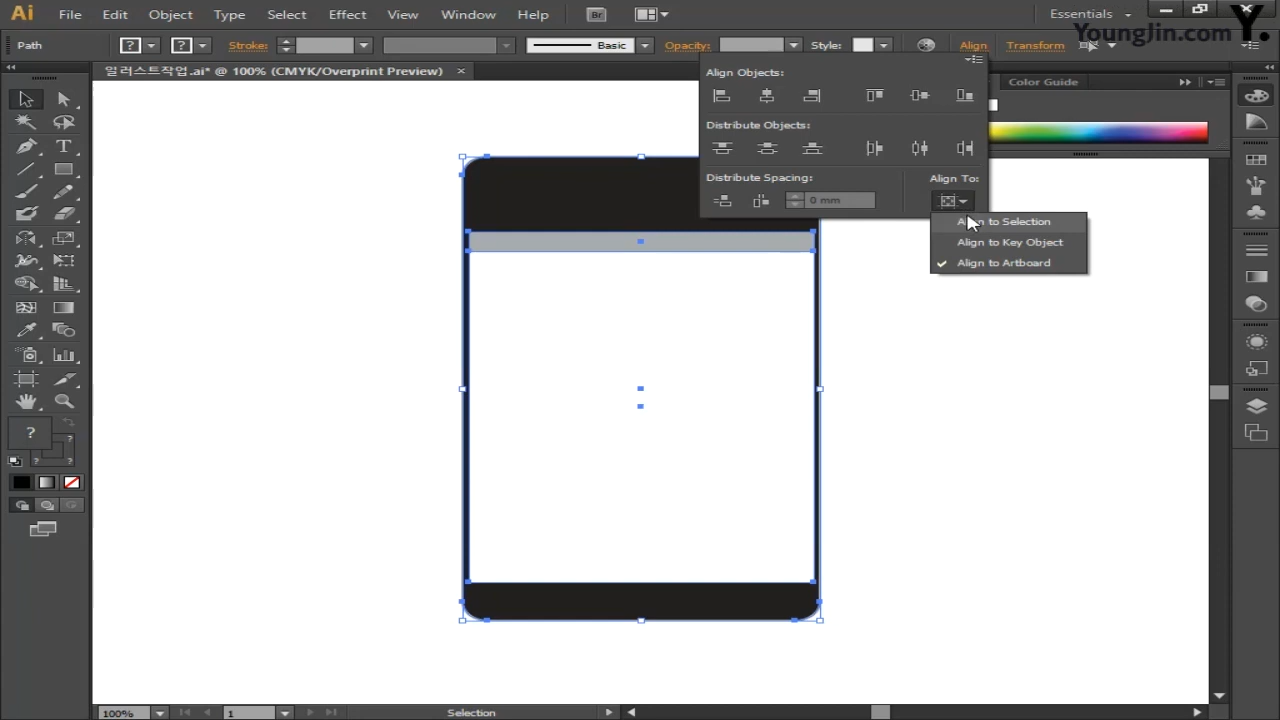 Ai File Edit Object Type Select Effect View Window Help Br Essentials
YoungJin.com Y.
Path ? ? Stroke: Basic Opacity: Style: Align Transform
일러스트작업.ai* @ 100% (CMYK/Overprint Preview) ×
Color Guide
Align Objects:
Distribute Objects:
Distribute Spacing: Align To:
0 mm
Align to Selection
Align to Key Object
Align to Artboard
T
?
?
? ?
100% 1 Selection